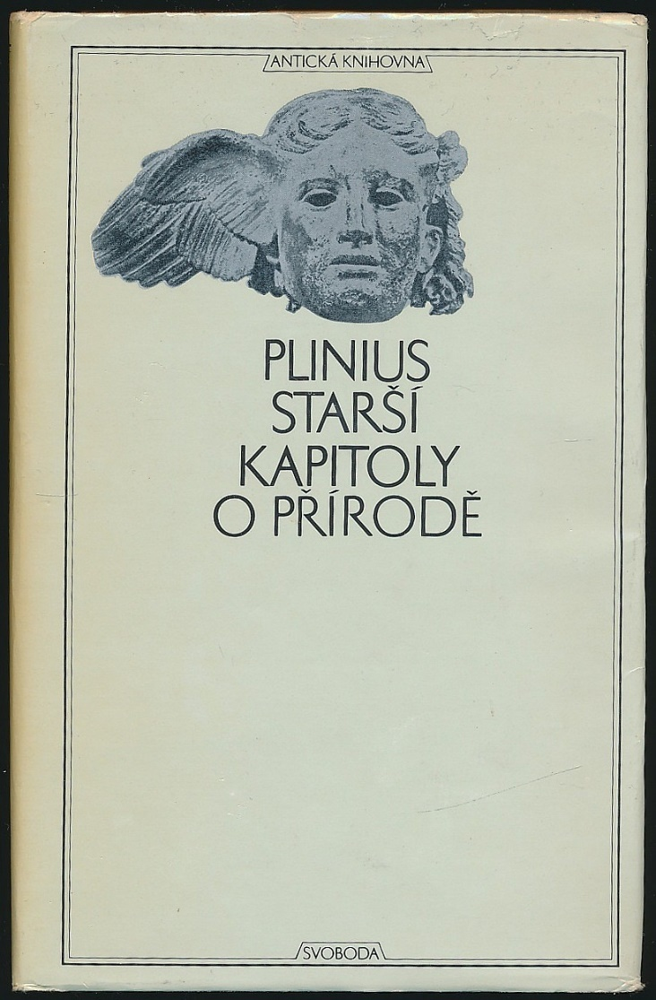 ANTICKÁ KNIHOVNA
PLINIUS
STARŠÍ
KAPITOLY
O PŘÍRODĚ
SVOBODA